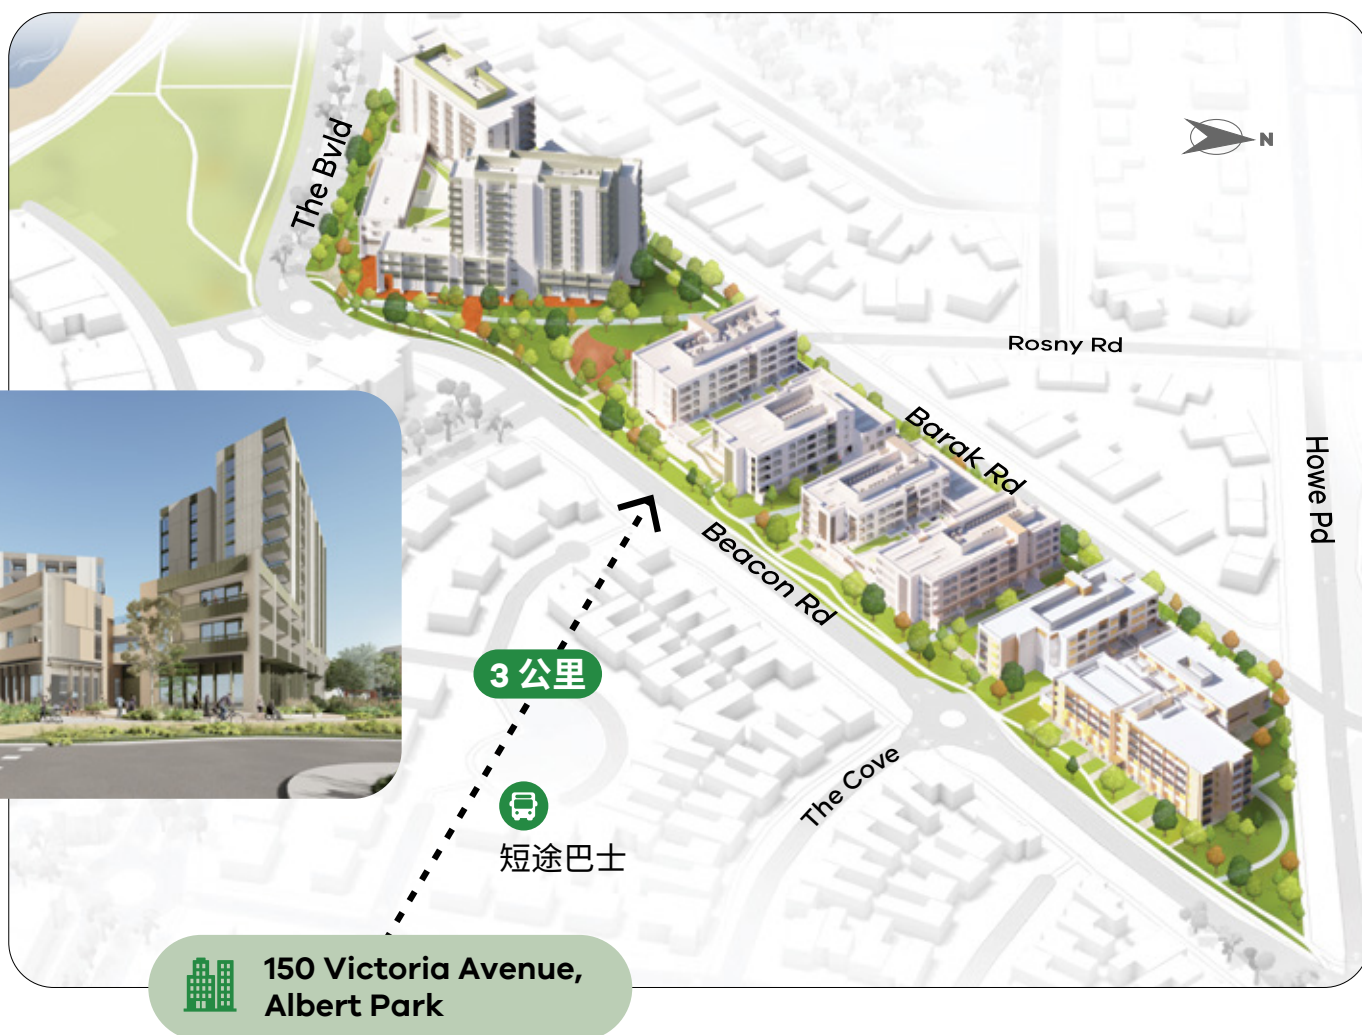 The Bvld
N
Rosny Rd
Barak Rd
Howe Pd
Beacon Rd
3 公里
The Cove
短途巴士
150 Victoria Avenue,
Albert Park